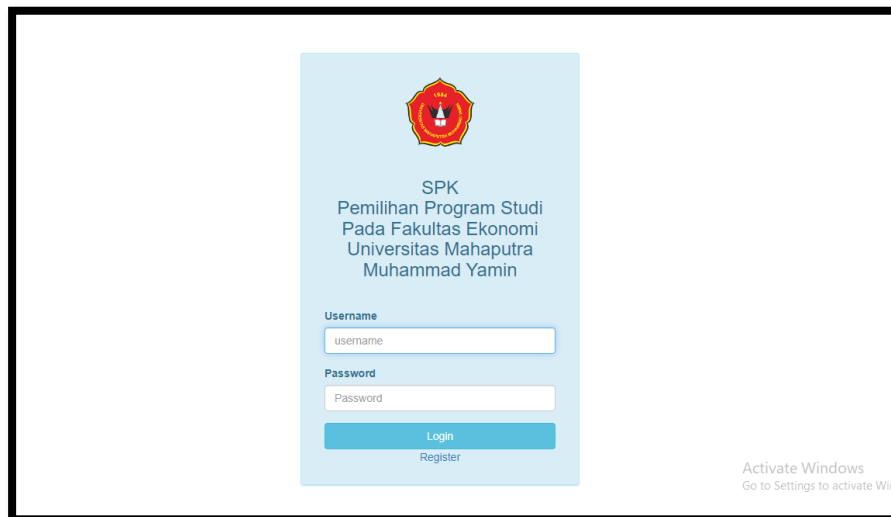 1984
SPK
Pemilihan Program Studi
Pada Fakultas Ekonomi
Universitas Mahaputra
Muhammad Yamin
Username
username
Password
Password
Login
Register
Activate Windows
Go to Settings to activate